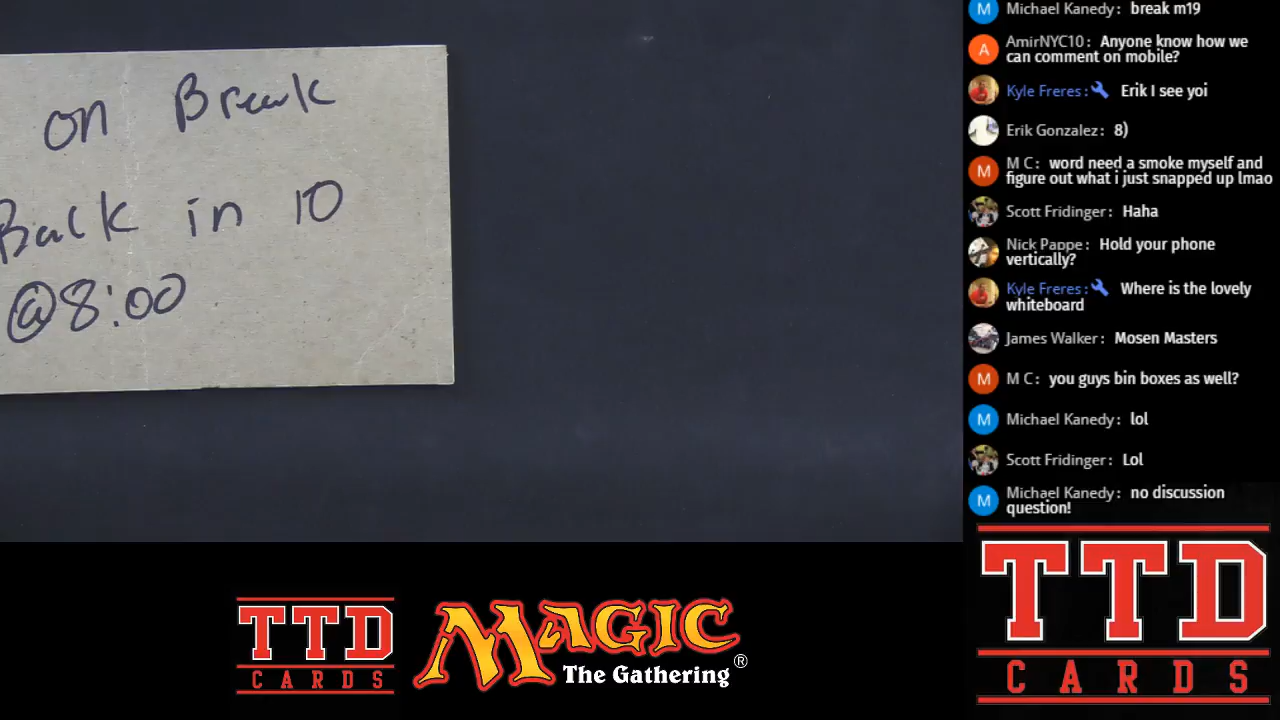 on Break
Back in 10
@8:00
Michael Kanedy: break m19
AmirNYC10: Anyone know how we
can comment on mobile?
Kyle Freres: Erik I see yoi
Erik Gonzalez: 8)
M C: word need a smoke myself and
figure out what i just snapped up lmao
Scott Fridinger: Haha
Nick Pappe: Hold your phone
vertically?
Kyle Freres: Where is the lovely
whiteboard
James Walker: Mosen Masters
M C: you guys bin boxes as well?
Michael Kanedy: lol
Scott Fridinger: Lol
Michael Kanedy: no discussion
question!
TTD
CARDS
MAGIC
The Gathering®
TTD
CARDS
M
A
M
M
M
M